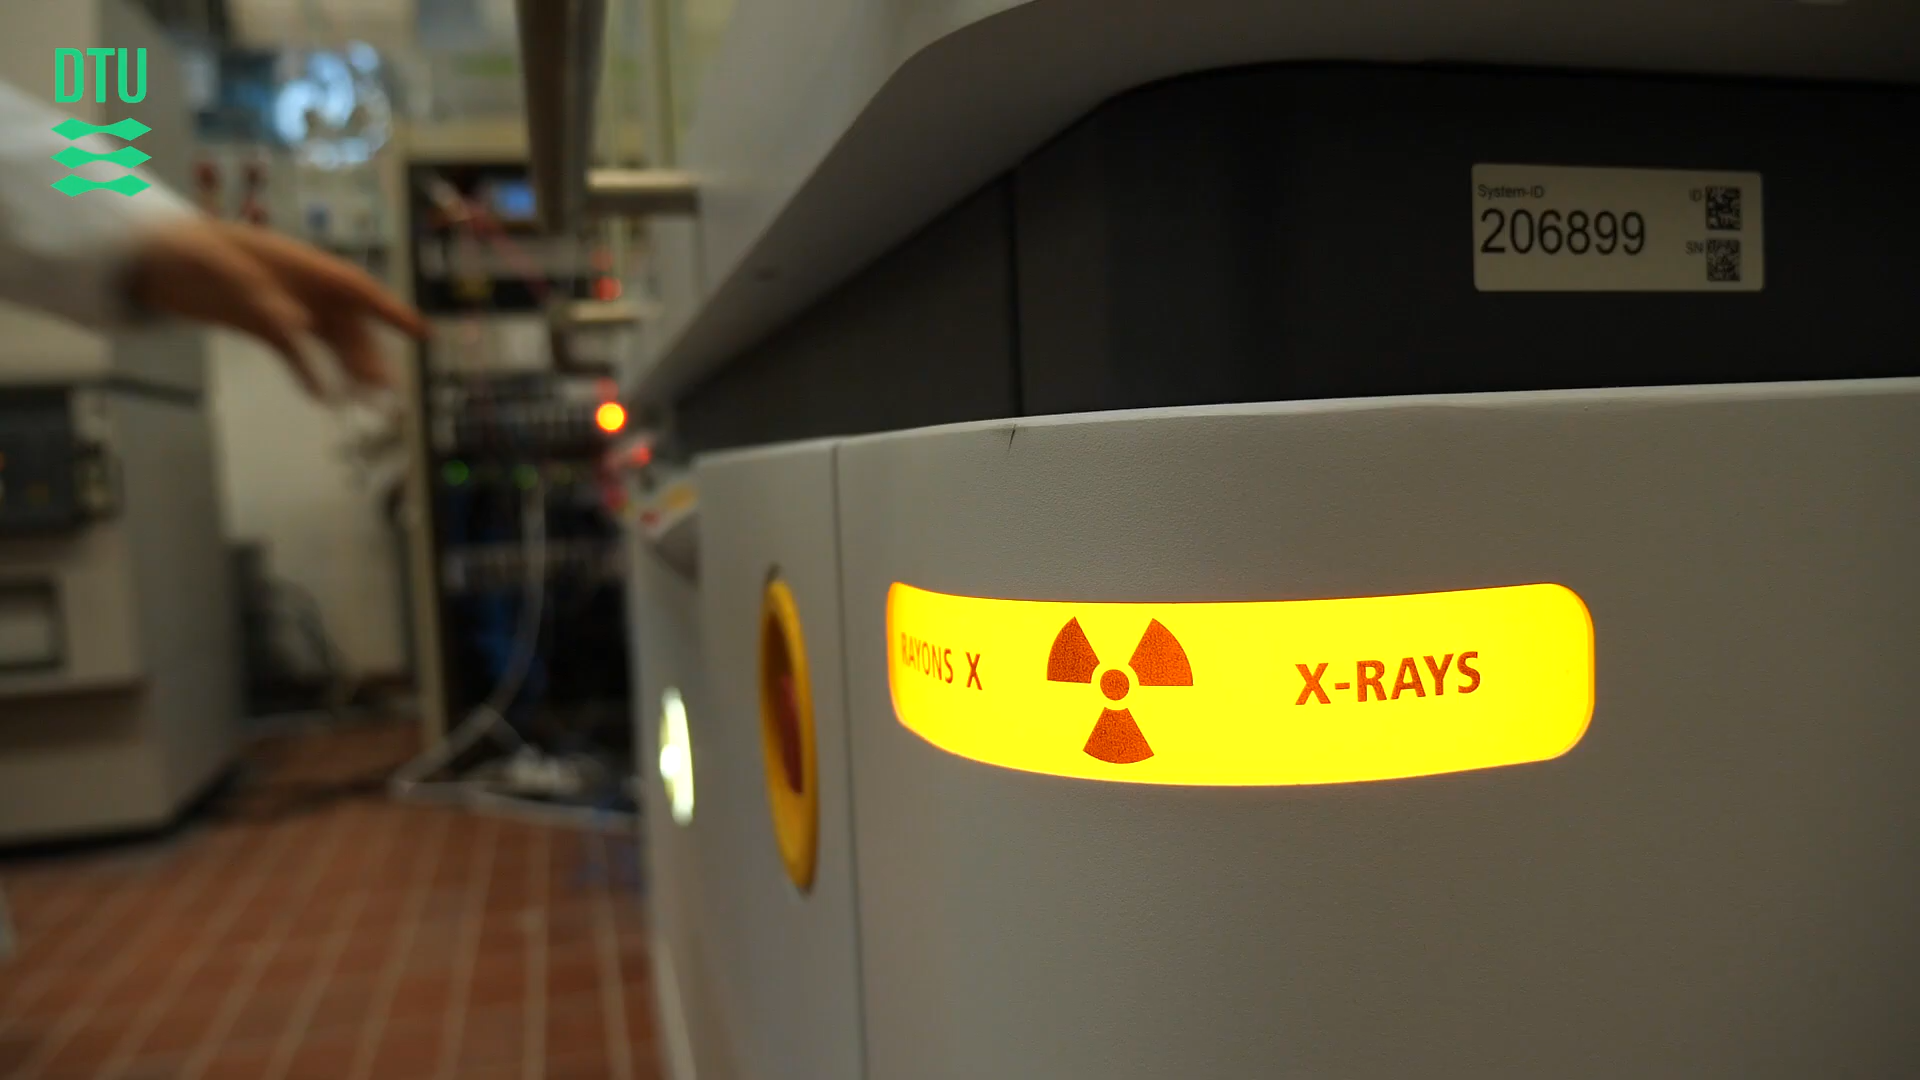 DTU
System-ID
206899
ID
SN
RAYONS X
X-RAYS